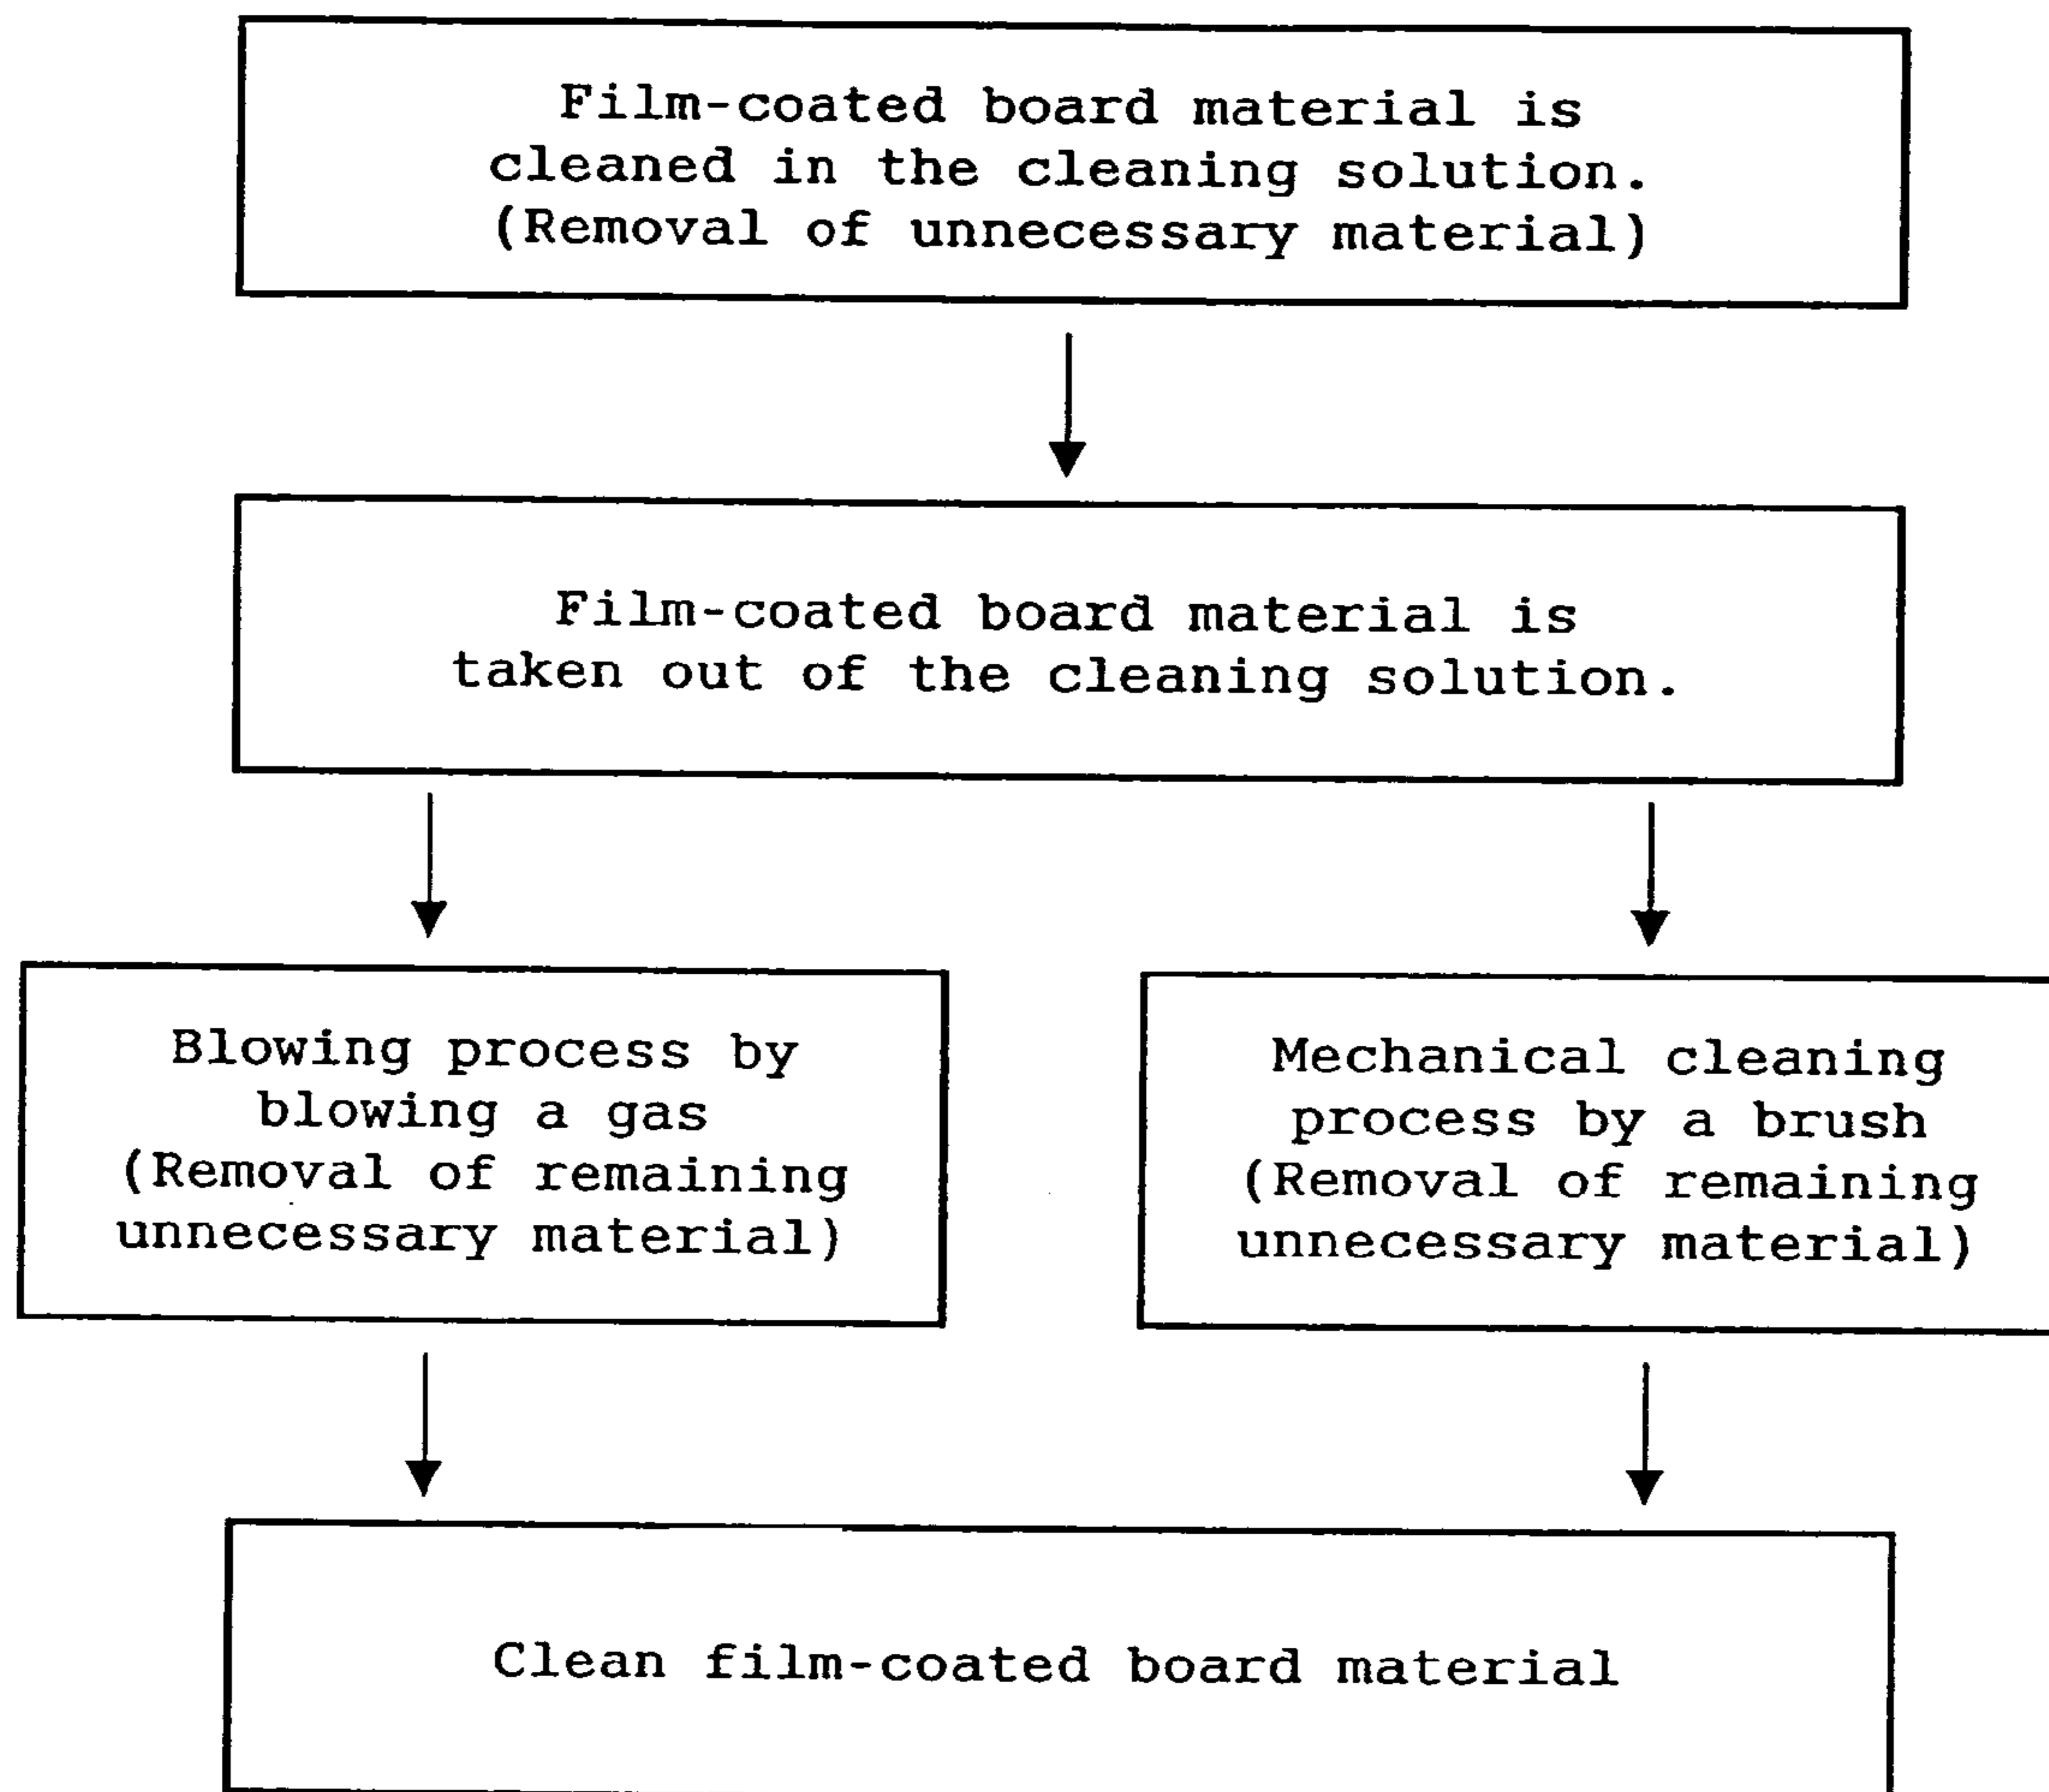 Film-coated board material is
cleaned in the cleaning solution.
(Removal of unnecessary material)
Film-coated board material is
taken out of the cleaning solution.
Blowing process by
blowing a gas
(Removal of remaining
unnecessary material)
Mechanical cleaning
process by a brush
(Removal of remaining
unnecessary material)
Clean film-coated board material